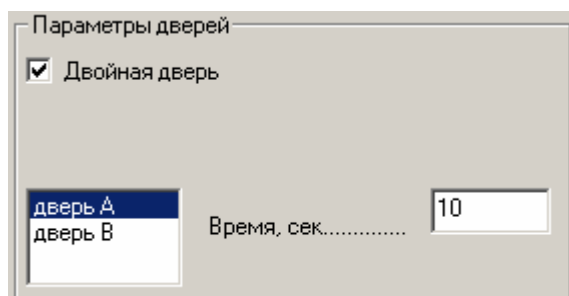 Параметры дверей
Двойная дверь
дверь A
дверь B
Время, сек..............
10